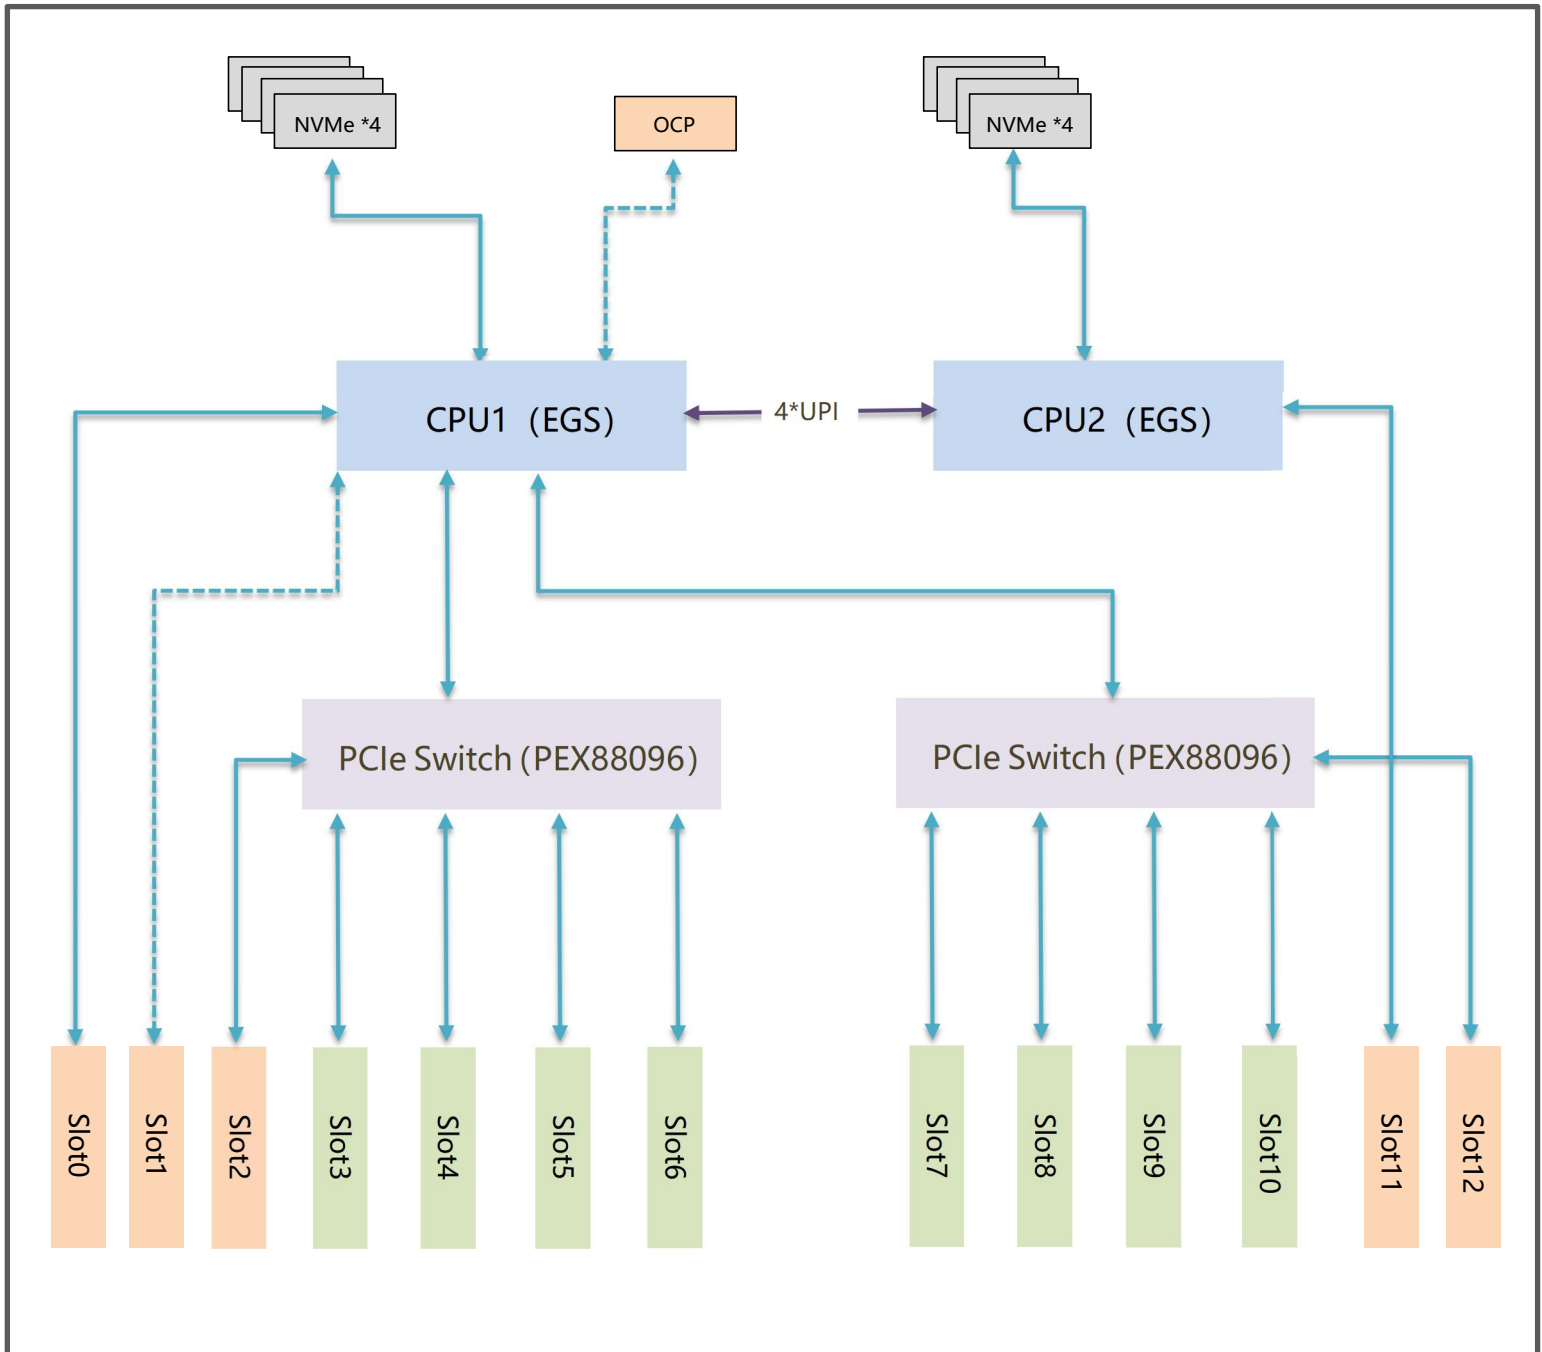 NVMe *4
OCP
NVMe *4
CPU1（EGS）
4*UPI
CPU2（EGS）
PCIe Switch（PEX88096）
PCIe Switch（PEX88096）
Slot0
Slot1
Slot2
Slot3
Slot4
Slot5
Slot6
Slot7
Slot8
Slot9
Slot10
Slot11
Slot12